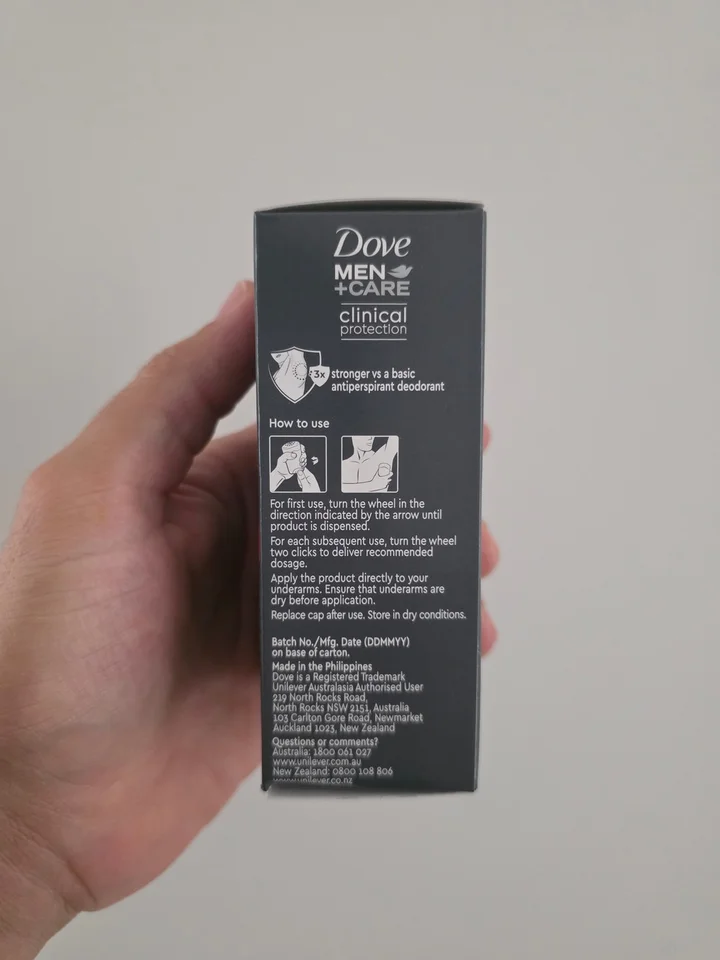 Dove
MEN
+CARE
clinical
protection
3x
stronger vs a basic
antiperspirant deodorant
How to use
For first use, turn the wheel in the
direction indicated by the arrow until
product is dispensed.
For each subsequent use, turn the wheel
two clicks to deliver recommended
dosage.
Apply the product directly to your
underarms. Ensure that underarms are
dry before application.
Replace cap after use. Store in dry conditions.
Batch No./Mfg. Date (DDMMYY)
on base of carton.
Made in the Philippines
Dove is a Registered Trademark
Unilever Australasia Authorised User
219 North Rocks Road,
North Rocks NSW 2151, Australia
103 Carlton Gore Road, Newmarket
Auckland 1023, New Zealand
Questions or comments?
Australia: 1800 061 027
www.unilever.com.au
New Zealand: 0800 108 806
www.unilever.co.nz